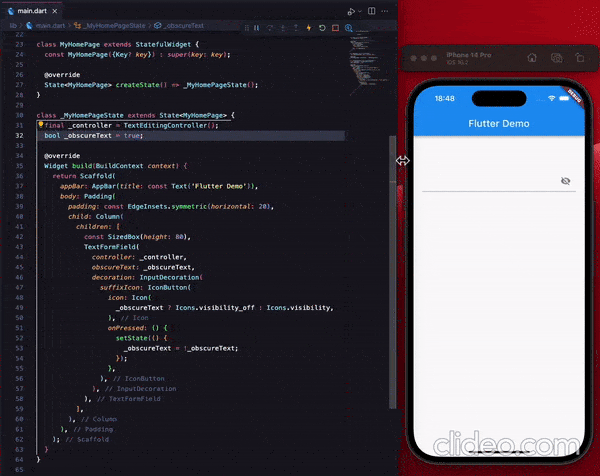 main.dart
lib > main.dart > _MyHomePageState > _obscureText
22
23 class MyHomePage extends StatefulWidget {
24 const MyHomePage({Key? key}) : super(key: key);
25
26 @override
27 State<MyHomePage> createState() => _MyHomePageState();
28 }
30
31 class _MyHomePageState extends State<MyHomePage> {
31 final _controller = TextEditingController();
32 bool _obscureText = true;
33
34 @override
35 Widget build(BuildContext context) {
36 return Scaffold(
37 appBar: AppBar(title: const Text('Flutter Demo')),
38 body: Padding(
39 padding: const EdgeInsets.symmetric(horizontal: 20),
40 child: Column(
41 children: [
42 const SizedBox(height: 80),
43 TextFormField(
44 controller: _controller,
45 obscureText: _obscureText,
46 decoration: InputDecoration(
47 suffixIcon: IconButton(
48 icon: Icon(
49 _obscureText ? Icons.visibility_off : Icons.visibility,
50 ), // Icon
51 onPressed: () {
52 setState(() {
53 _obscureText = !_obscureText;
54 });
55 },
56 ), // IconButton
57 ), // InputDecoration
58 ), // TextFormField
59 ],
60 ), // Column
61 ), // Padding
62 ); // Scaffold
63 }
64 }
65
iPhone 14 Pro
18:48
DEBUG
Flutter Demo
clideo.com